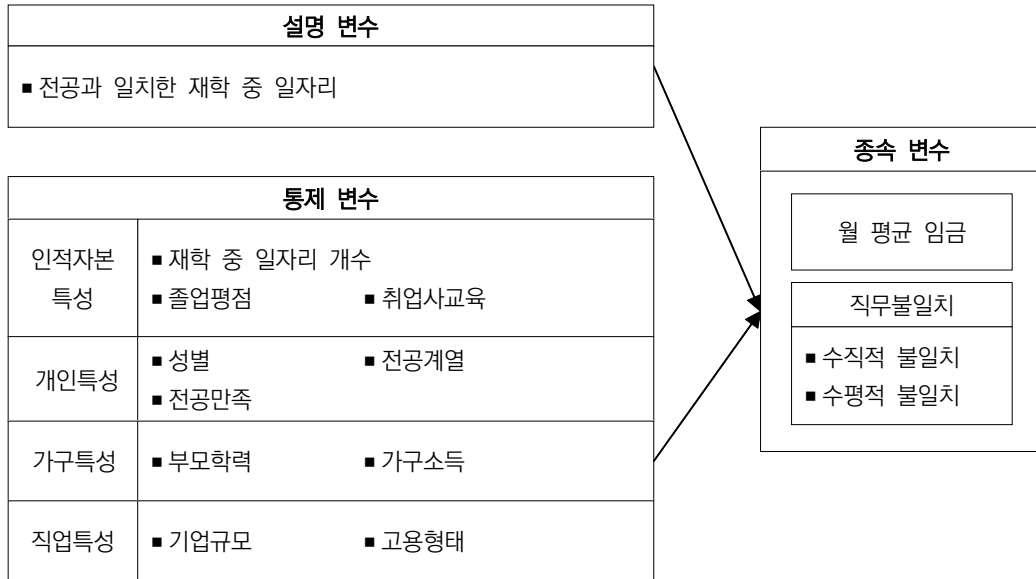 설명 변수
■ 전공과 일치한 재학 중 일자리
통제 변수
인적자본
특성
■ 재학 중 일자리 개수
■ 졸업평점 ■ 취업사교육
개인특성
■ 성별 ■ 전공계열
■ 전공만족
가구특성
■ 부모학력 ■ 가구소득
직업특성
■ 기업규모 ■ 고용형태
종속 변수
월 평균 임금
직무불일치
■ 수직적 불일치
■ 수평적 불일치